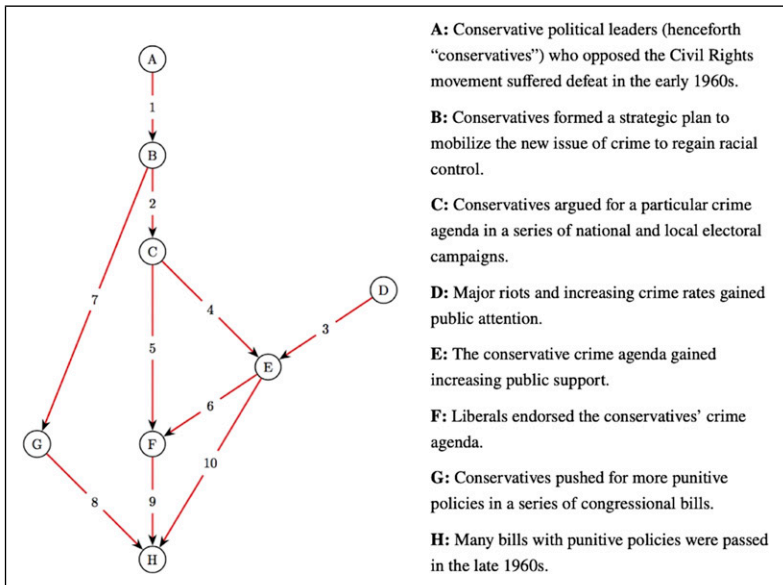 A
1
B
2
C
7
D
4
3
5
E
6
G
F
10
8
9
H
A: Conservative political leaders (henceforth
“conservatives”) who opposed the Civil Rights
movement suffered defeat in the early 1960s.
B: Conservatives formed a strategic plan to
mobilize the new issue of crime to regain racial
control.
C: Conservatives argued for a particular crime
agenda in a series of national and local electoral
campaigns.
D: Major riots and increasing crime rates gained
public attention.
E: The conservative crime agenda gained
increasing public support.
F: Liberals endorsed the conservatives’ crime
agenda.
G: Conservatives pushed for more punitive
policies in a series of congressional bills.
H: Many bills with punitive policies were passed
in the late 1960s.